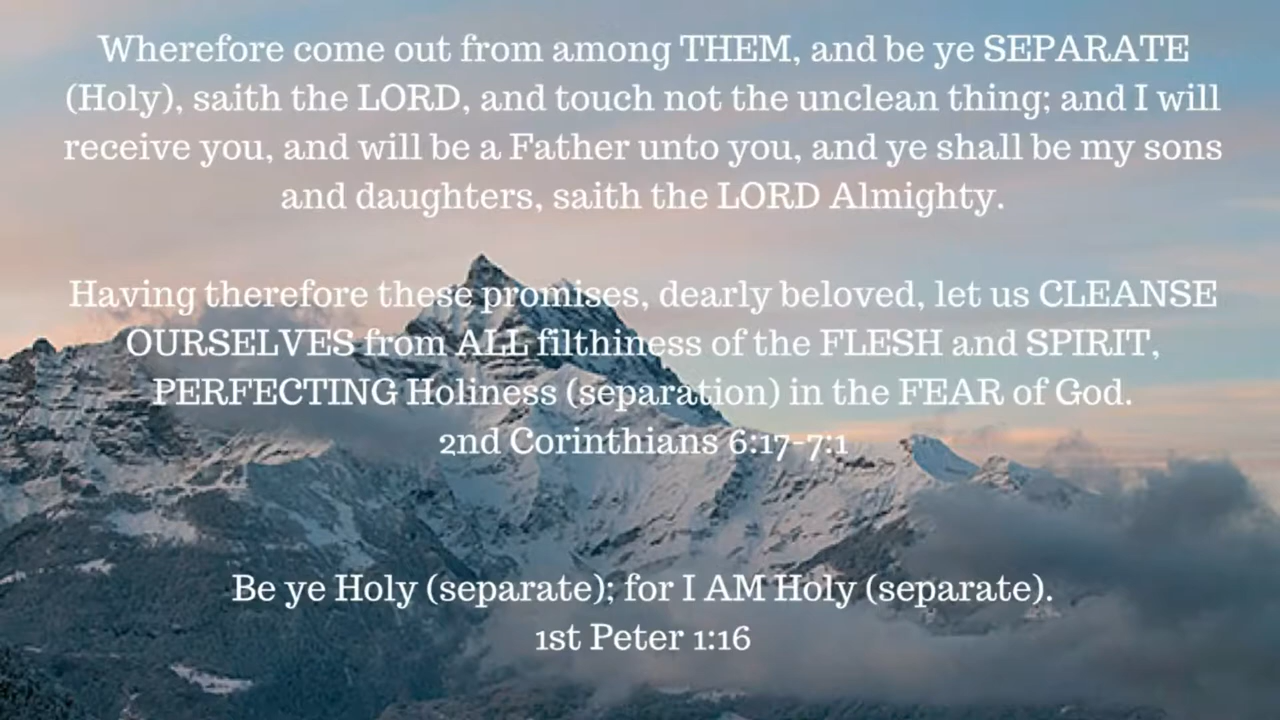 Wherefore come out from among THEM, and be ye SEPARATE
(Holy), saith the LORD, and touch not the unclean thing; and I will
receive you, and will be a Father unto you, and ye shall be my sons
and daughters, saith the LORD Almighty.
Having therefore these promises, dearly beloved, let us CLEANSE
OURSELVES from ALL filthiness of the FLESH and SPIRIT,
PERFECTING Holiness (separation) in the FEAR of God.
2nd Corinthians 6:17-7:1
Be ye Holy (separate); for I AM Holy (separate).
1st Peter 1:16